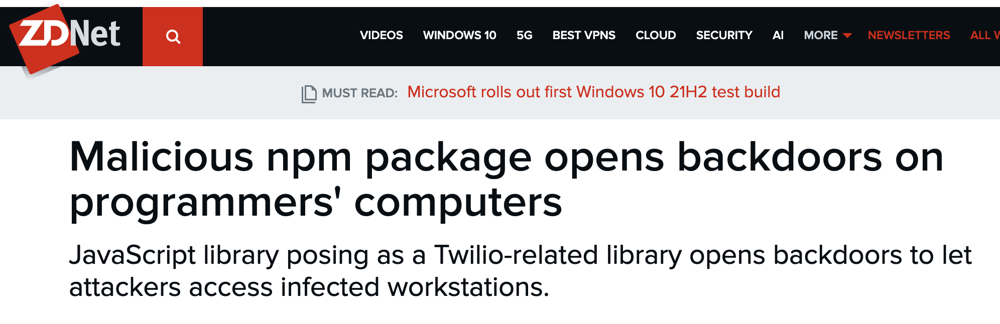 ZDNet
VIDEOS WINDOWS 10 5G BEST VPNS CLOUD SECURITY AI MORE NEWSLETTERS ALL
MUST READ: Microsoft rolls out first Windows 10 21H2 test build
Malicious npm package opens backdoors on
programmers' computers
JavaScript library posing as a Twilio-related library opens backdoors to let
attackers access infected workstations.